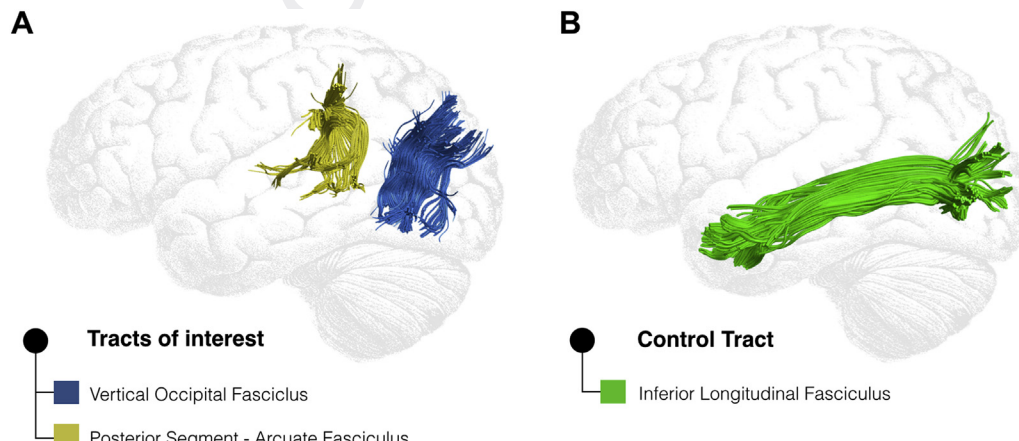 A
B
Tracts of interest
Vertical Occipital Fasciclus
Posterior Segment - Arcuate Fasciculus
Control Tract
Inferior Longitudinal Fasciculus